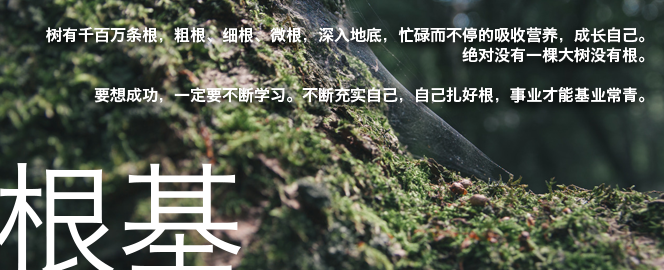 树有千百万条根，粗根、细根、微根，深入地底，忙碌而不停的吸收营养，成长自己。
绝对没有一棵大树没有根。
要想成功，一定要不断学习。不断充实自己，自己扎好根，事业才能基业常青。
根基